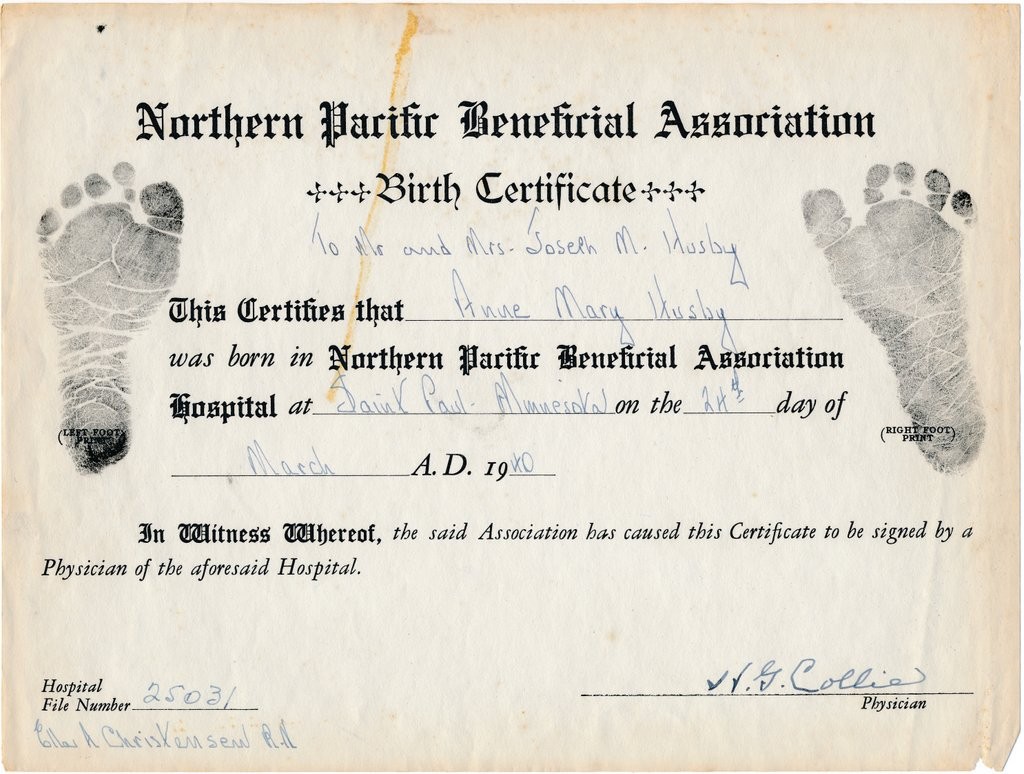 Northern Pacific Beneficial Association
Birth Certificate
To Mr and Mrs. Joseph M. Husby
This Certifies that Anne Mary Husby
was born in Northern Pacific Beneficial Association
Hospital at Saint Paul - Minnesota on the 24th day of
March A. D. 1940
(LEFT FOOT
PRINT)
(RIGHT FOOT
PRINT)
In Witness Whereof, the said Association has caused this Certificate to be signed by a
Physician of the aforesaid Hospital.
Hospital
File Number 25031
H. G. Collie
Physician
Christensen R.N